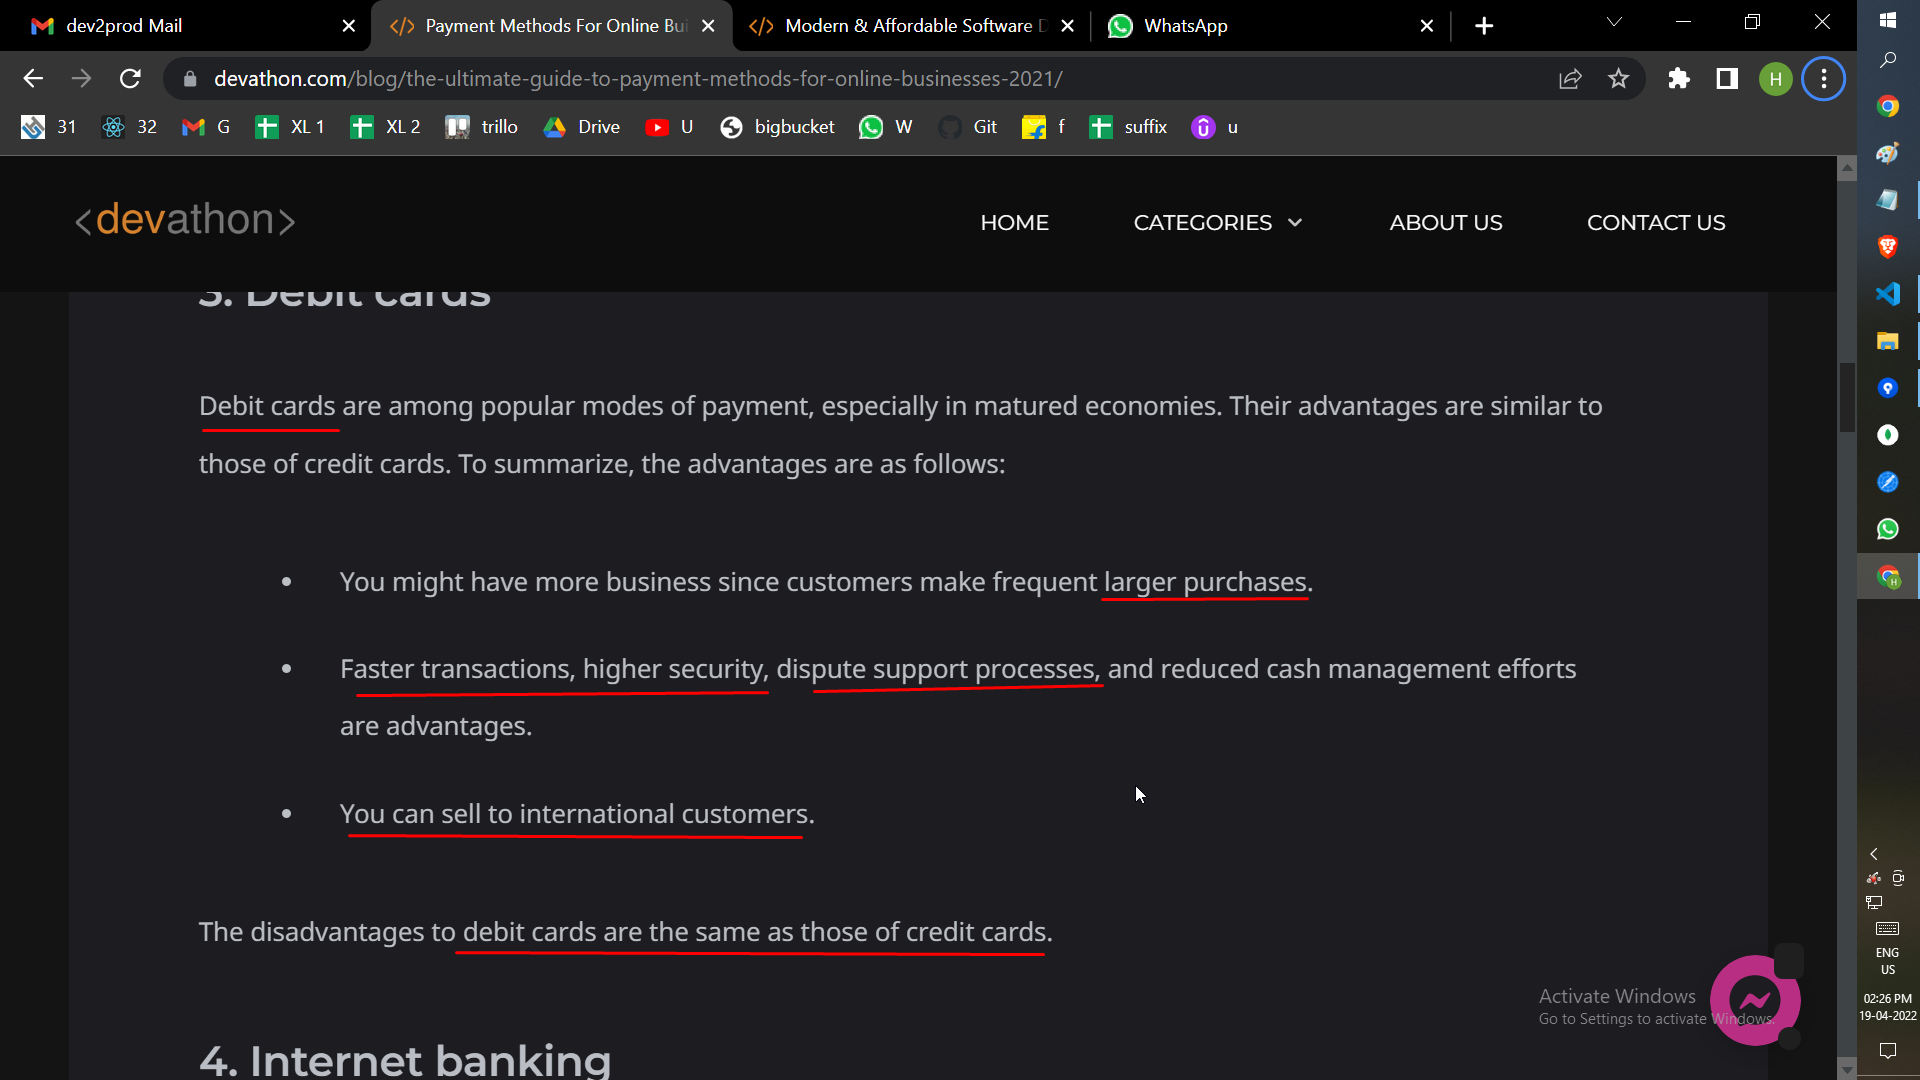 dev2prod Mail
Payment Methods For Online Bu
Modern & Affordable Software D
WhatsApp
devathon.com/blog/the-ultimate-guide-to-payment-methods-for-online-businesses-2021/
H
31
32
G
XL 1
XL 2
trillo
Drive
U
bigbucket
W
Git
f
suffix
u
<devathon>
HOME
CATEGORIES
ABOUT US
CONTACT US
3. Debit cards
Debit cards are among popular modes of payment, especially in matured economies. Their advantages are similar to
those of credit cards. To summarize, the advantages are as follows:
• You might have more business since customers make frequent larger purchases.
• Faster transactions, higher security, dispute support processes, and reduced cash management efforts
are advantages.
• You can sell to international customers.
The disadvantages to debit cards are the same as those of credit cards.
4. Internet banking
Activate Windows
Go to Settings to activate Windows.
ENG
US
02:26 PM
19-04-2022